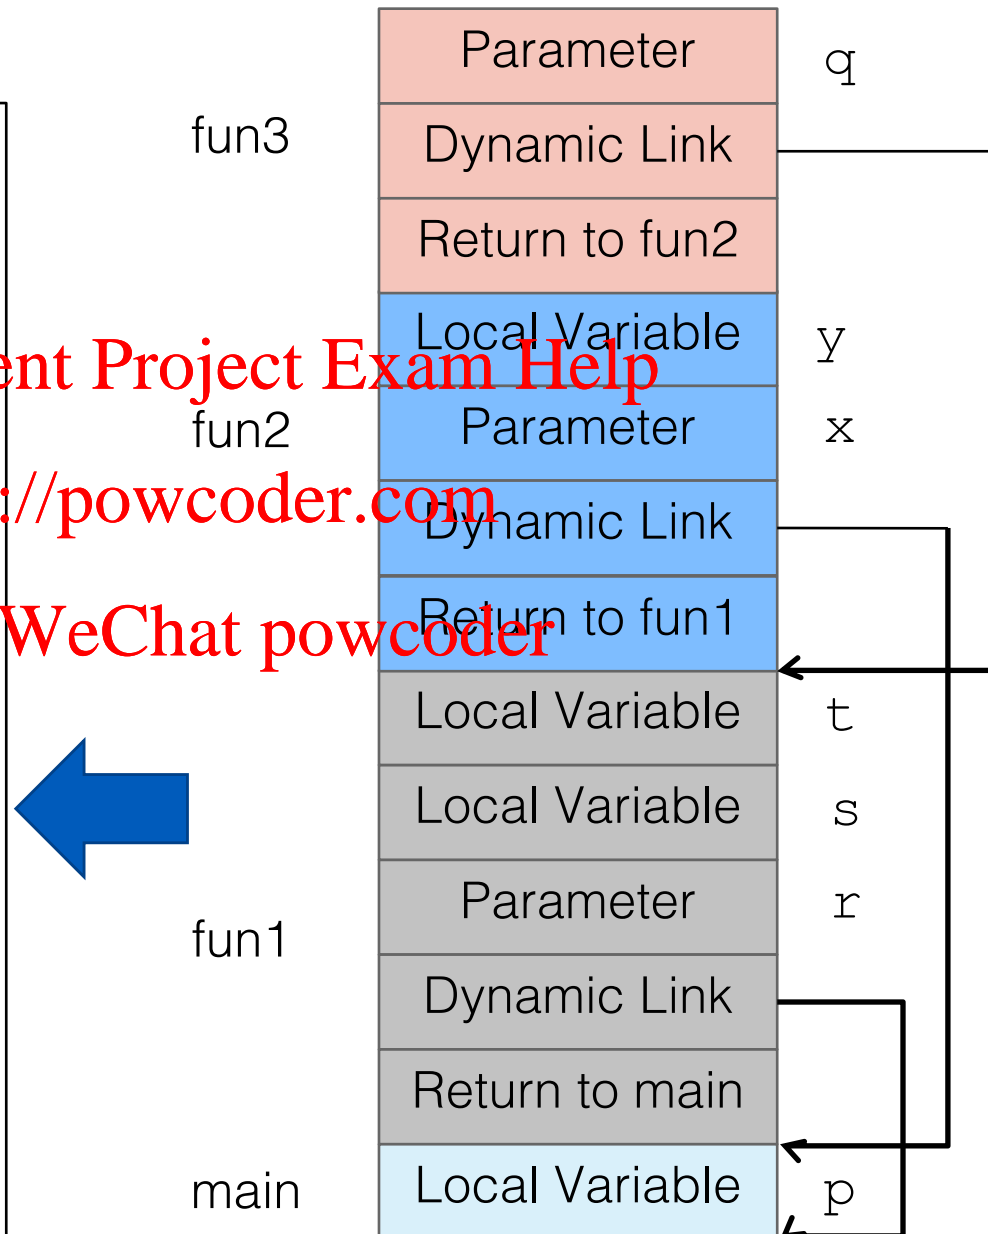 Parameter q
fun3
Dynamic Link
Return to fun2
Local Variable y
ent Project Exam Help
fun2
Parameter x
://powcoder.com
Dynamic Link
WeChat powcoder
Return to fun1
Local Variable t
Local Variable s
Parameter r
fun1
Dynamic Link
Return to main
main
Local Variable p